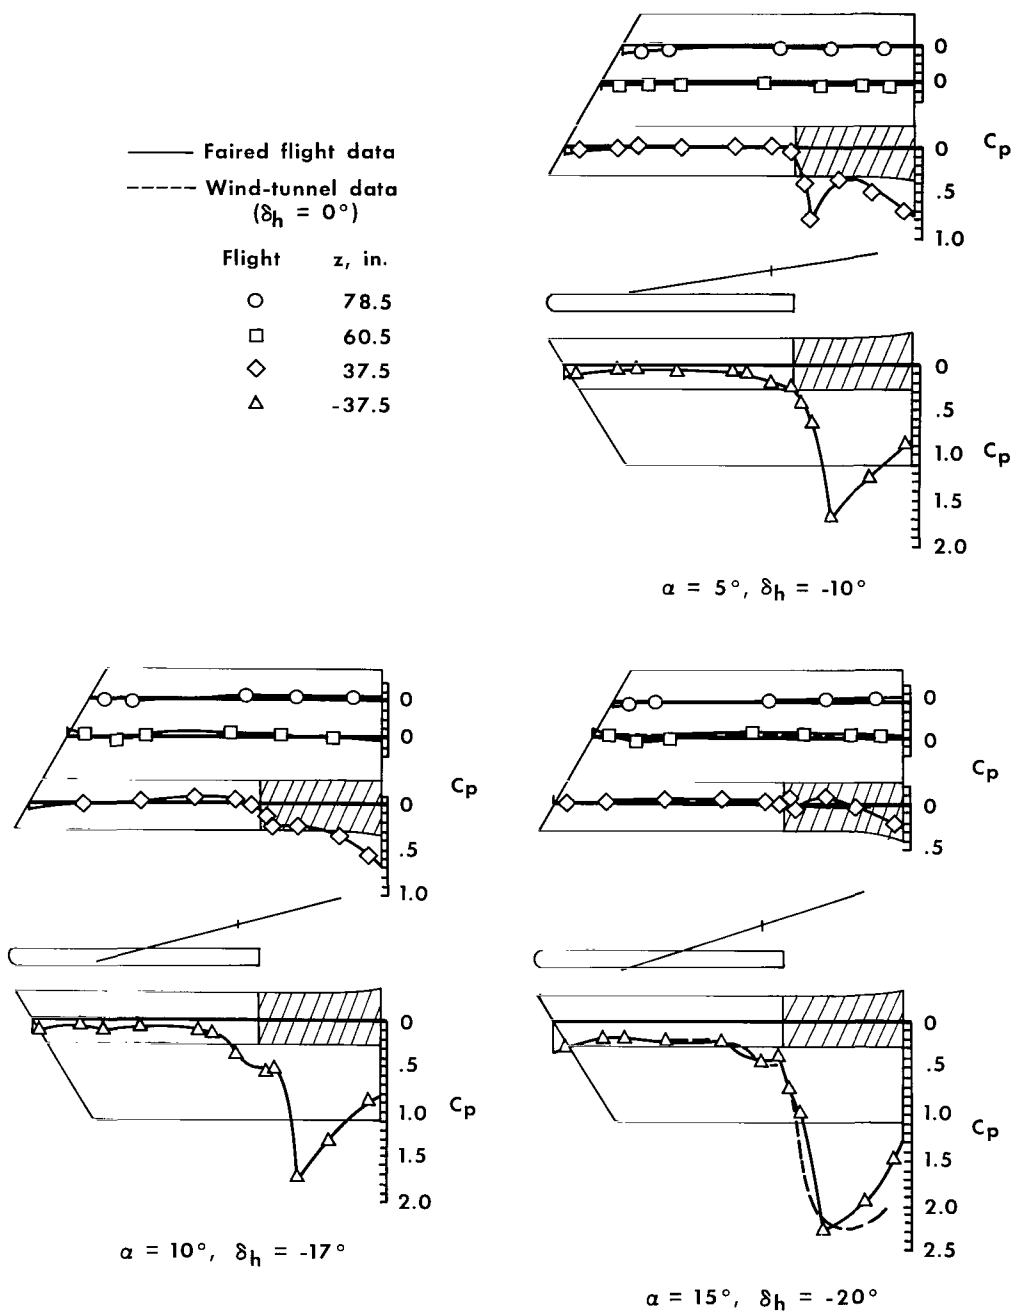 Faired flight data
Wind-tunnel data
(δh = 0°)
Flight z, in.
78.5
60.5
37.5
-37.5
0
0
0
Cp
.5
1.0
0
.5
1.0
Cp
1.5
2.0
α = 5°, δh = -10°
0
0
Cp
0
.5
1.0
0
.5
1.0
Cp
1.5
2.0
α = 10°, δh = -17°
0
0
Cp
0
.5
0
.5
1.0
Cp
1.5
2.0
2.5
α = 15°, δh = -20°